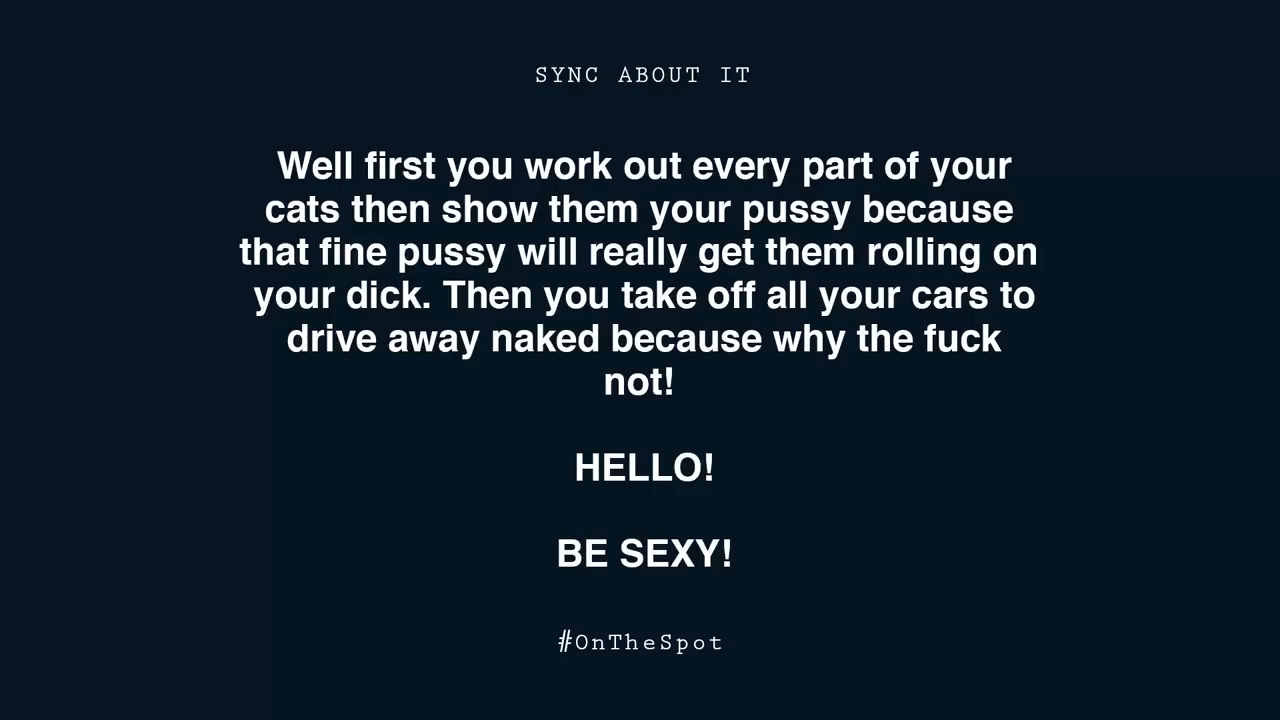 SYNC ABOUT IT
Well first you work out every part of your
cats then show them your pussy because
that fine pussy will really get them rolling on
your dick. Then you take off all your cars to
drive away naked because why the fuck
not!
HELLO!
BE SEXY!
#OnTheSpot